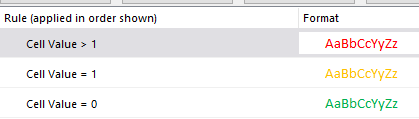 Rule (applied in order shown) Format
Cell Value > 1 AaBbCcYyZz
Cell Value = 1 AaBbCcYyZz
Cell Value = 0 AaBbCcYyZz